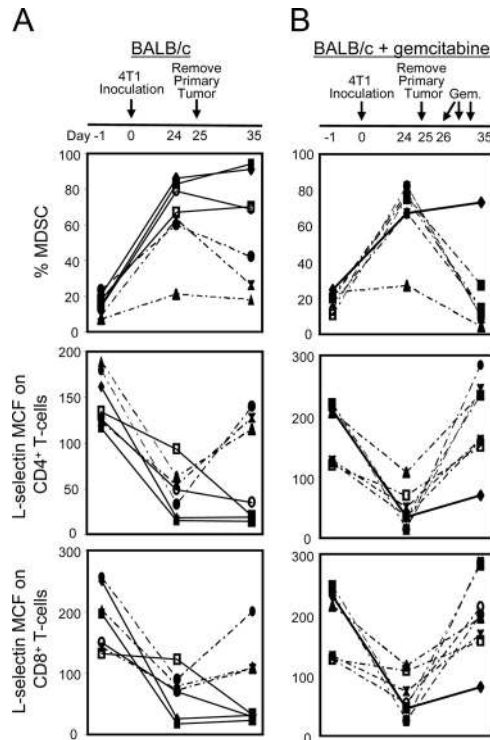 A
B
BALB/c
BALB/c + gemcitabine
4T1
Inoculation
Remove
Primary
Tumor
4T1
Inoculation
Remove
Primary
Tumor
Gem.
Day -1 0 24 25 35
-1 0 24 25 26 35
% MDSC
100
80
60
40
20
0
100
80
60
40
20
0
L-selectin MCF on
CD4⁺ T-cells
200
150
100
50
0
300
200
100
0
L-selectin MCF on
CD8⁺ T-cells
300
200
100
0
300
200
100
0